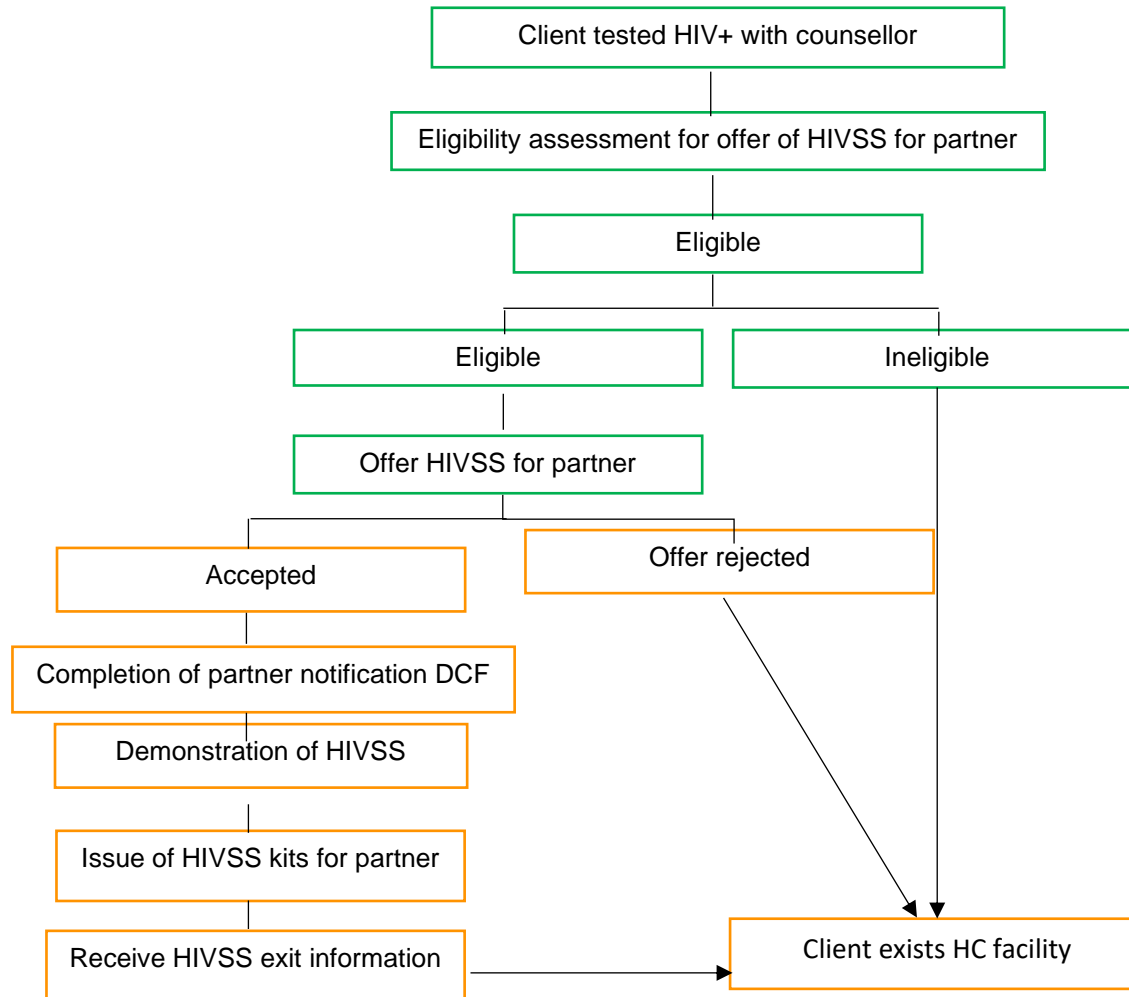 Client tested HIV+ with counsellor
Eligibility assessment for offer of HIVSS for partner
Eligible
Eligible
Ineligible
Offer HIVSS for partner
Accepted
Offer rejected
Completion of partner notification DCF
Demonstration of HIVSS
Issue of HIVSS kits for partner
Receive HIVSS exit information
Client exists HC facility